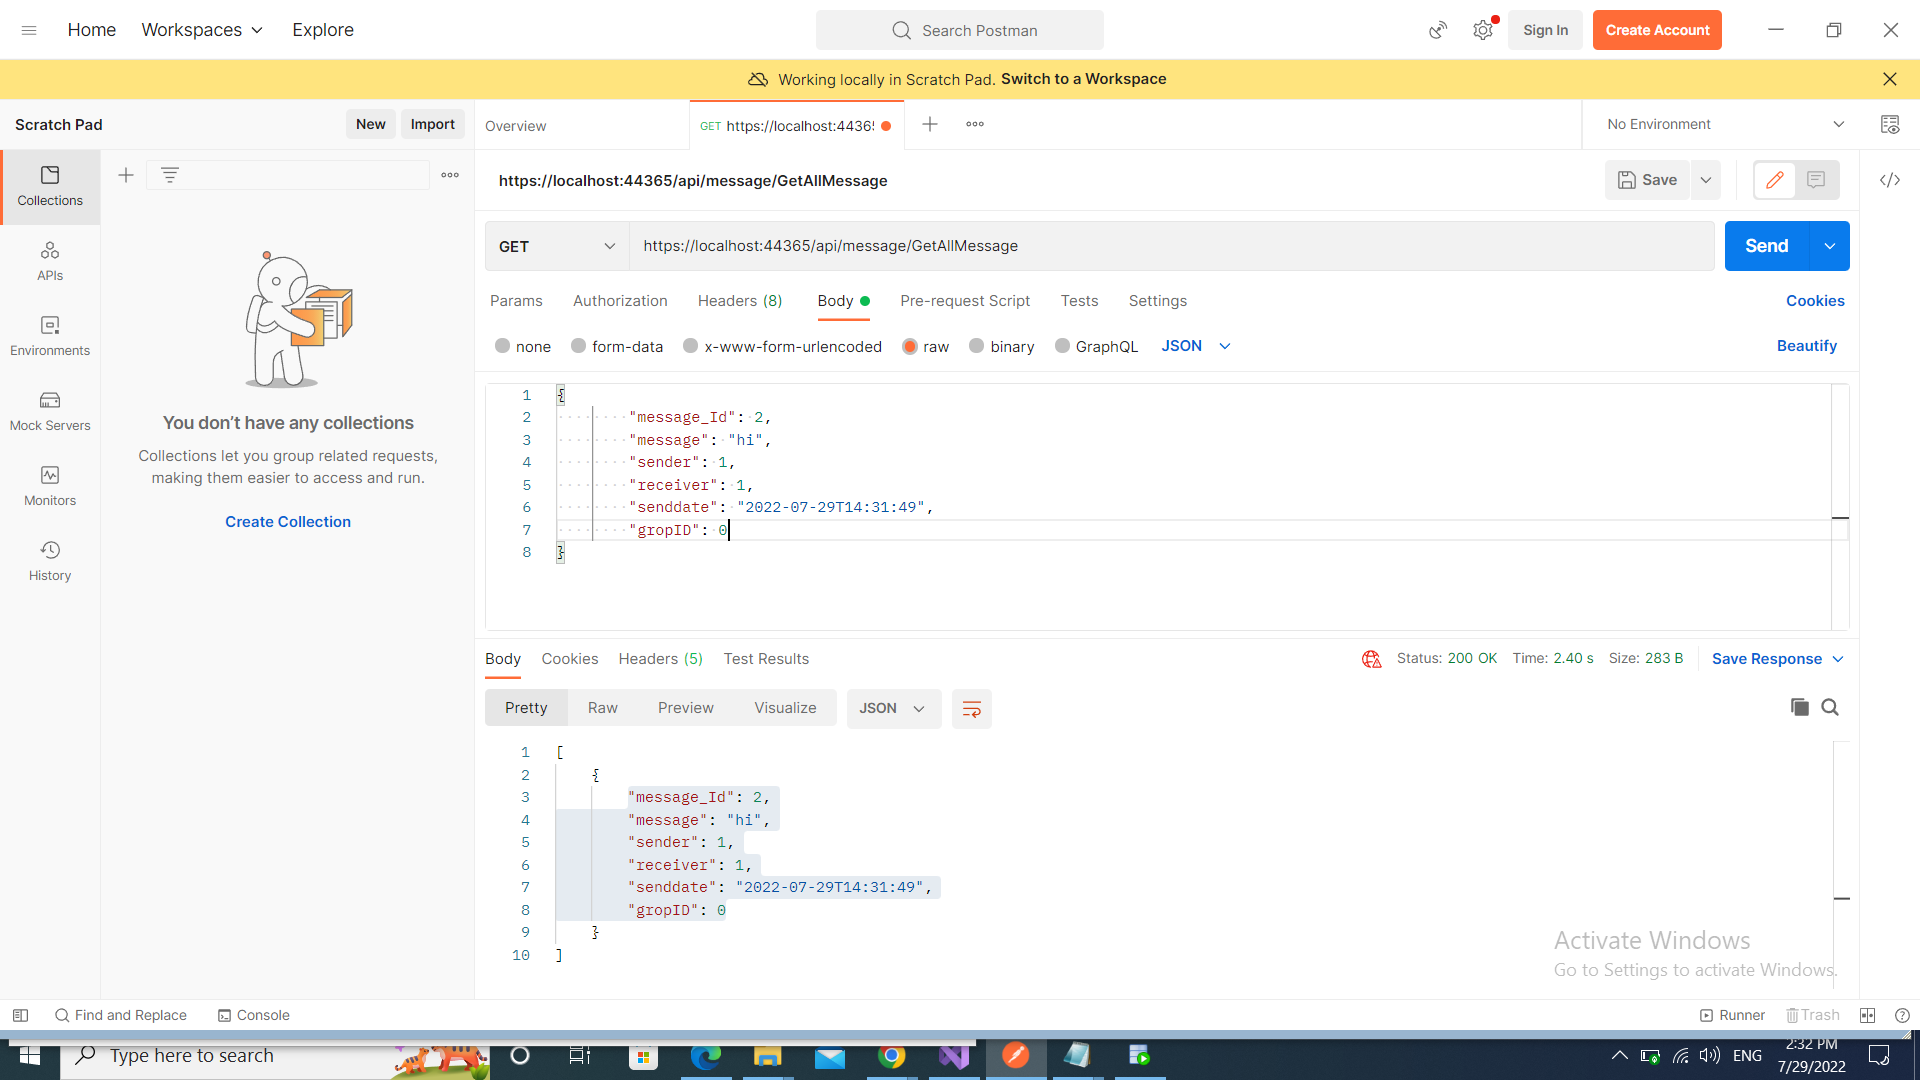 Home Workspaces Explore Search Postman Sign In Create Account
Working locally in Scratch Pad. Switch to a Workspace
Scratch Pad New Import Overview GET https://localhost:4436 No Environment
Collections
https://localhost:44365/api/message/GetAllMessage Save
APIs
GET https://localhost:44365/api/message/GetAllMessage Send
Environments
Params Authorization Headers (8) Body Pre-request Script Tests Settings Cookies
none form-data x-www-form-urlencoded raw binary GraphQL JSON Beautify
Mock Servers
Monitors
History
You don’t have any collections
Collections let you group related requests,
making them easier to access and run.
Create Collection
1 {
2 "message_Id": 2,
3 "message": "hi",
4 "sender": 1,
5 "receiver": 1,
6 "senddate": "2022-07-29T14:31:49",
7 "gropID": 0
8 }
Body Cookies Headers (5) Test Results Status: 200 OK Time: 2.40 s Size: 283 B Save Response
Pretty Raw Preview Visualize JSON
1 [
2 {
3 "message_Id": 2,
4 "message": "hi",
5 "sender": 1,
6 "receiver": 1,
7 "senddate": "2022-07-29T14:31:49",
8 "gropID": 0
9 }
10 ]
Activate Windows
Go to Settings to activate Windows.
Find and Replace Console Runner Trash
Type here to search ENG 2:32 PM
7/29/2022